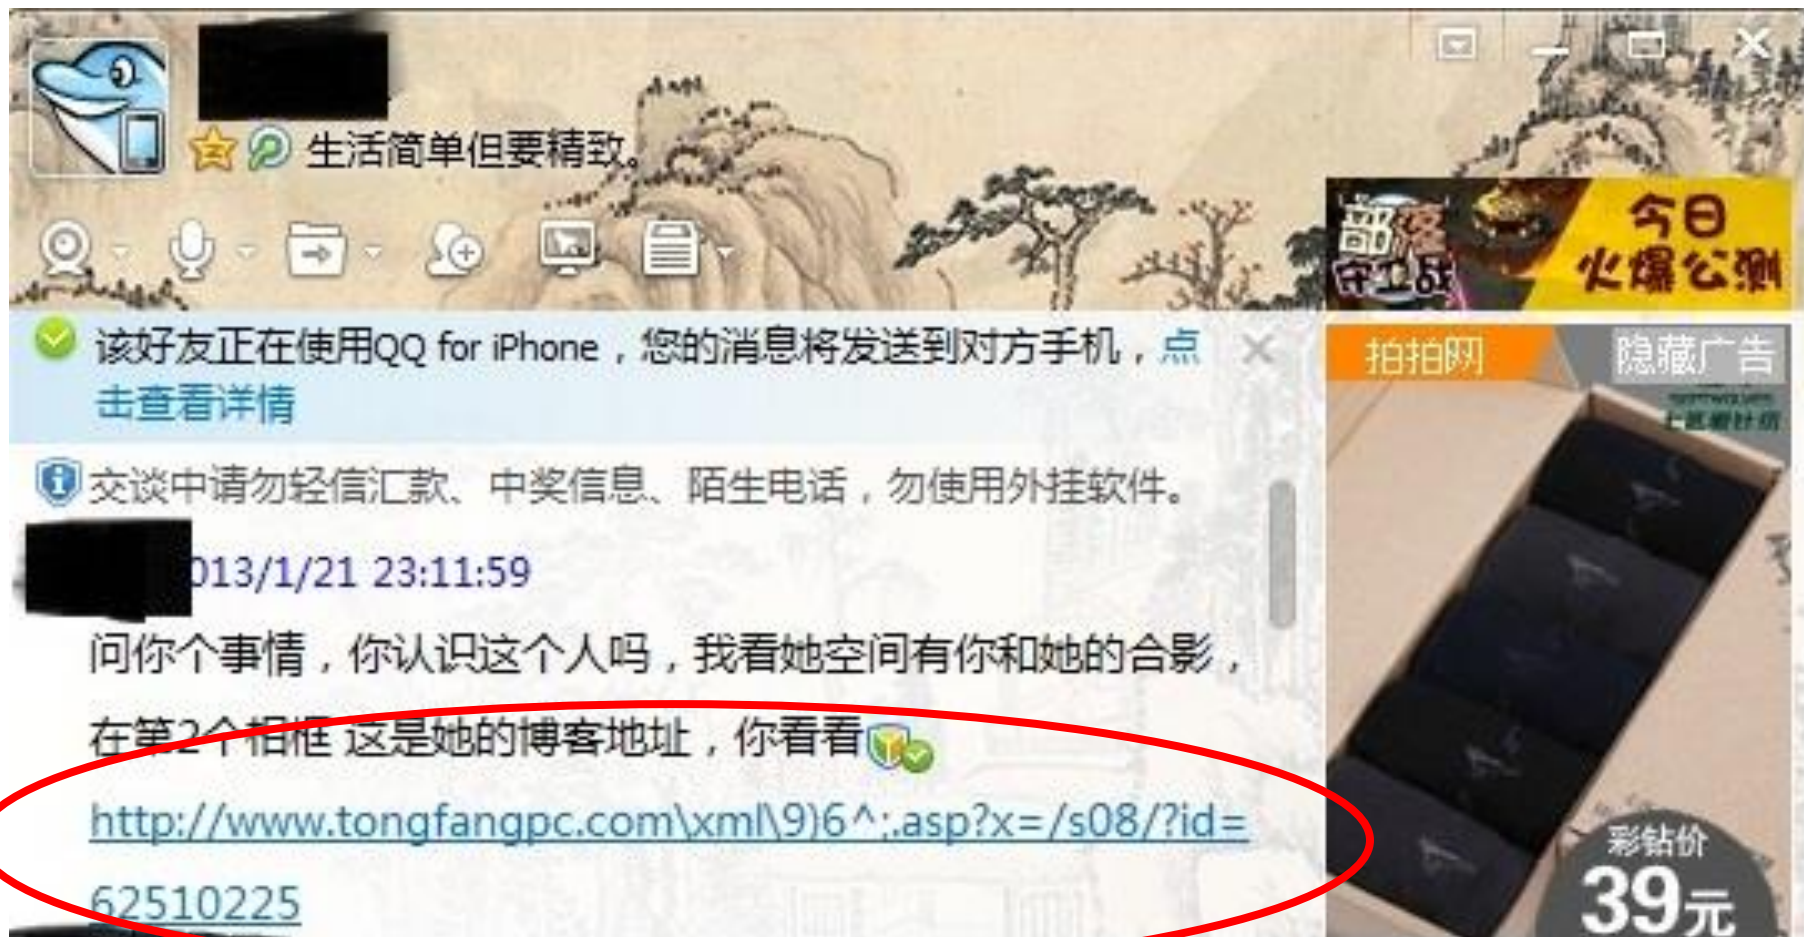 生活简单但要精致。
部落
守卫战
今日
火爆公测
该好友正在使用QQ for iPhone，您的消息将发送到对方手机，点
击查看详情
拍拍网
隐藏广告
交谈中请勿轻信汇款、中奖信息、陌生电话，勿使用外挂软件。
013/1/21 23:11:59
问你个事情，你认识这个人吗，我看她空间有你和她的合影，
在第2个相框 这是她的博客地址，你看看
http://www.tongfangpc.com\xml\9)6^;.asp?x=/s08/?id=
62510225
彩钻价
39元